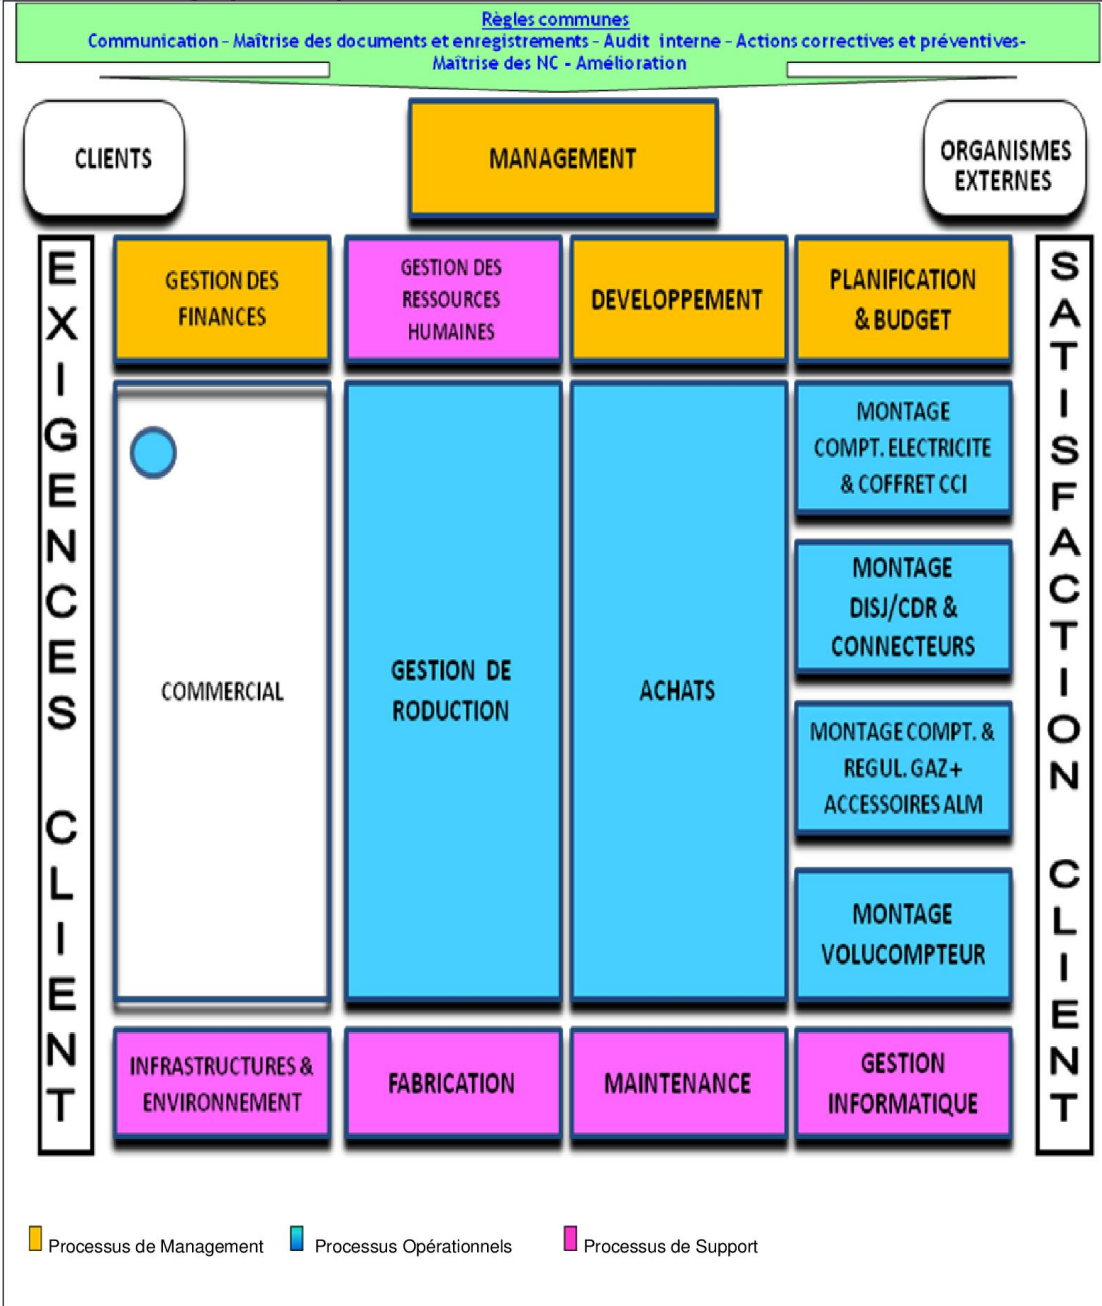 Règles communes
Communication – Maîtrise des documents et enregistrements – Audit interne – Actions correctives et préventives-
Maîtrise des NC – Amélioration
CLIENTS
MANAGEMENT
ORGANISMES
EXTERNES
EXIGENCES CLIENT
GESTION DES
FINANCES
GESTION DES
RESSOURCES
HUMAINES
DEVELOPPEMENT
PLANIFICATION
& BUDGET
SATISFACTION CLIENT
COMMERCIAL
GESTION DE
RODUCTION
ACHATS
MONTAGE
COMPT. ELECTRICITE
& COFFRET CCI
MONTAGE
DISJ/CDR &
CONNECTEURS
MONTAGE COMPT. &
REGUL. GAZ+
ACCESSOIRES ALM
MONTAGE
VOLUCOMPTEUR
INFRASTRUCTURES &
ENVIRONNEMENT
FABRICATION
MAINTENANCE
GESTION
INFORMATIQUE
Processus de Management
Processus Opérationnels
Processus de Support